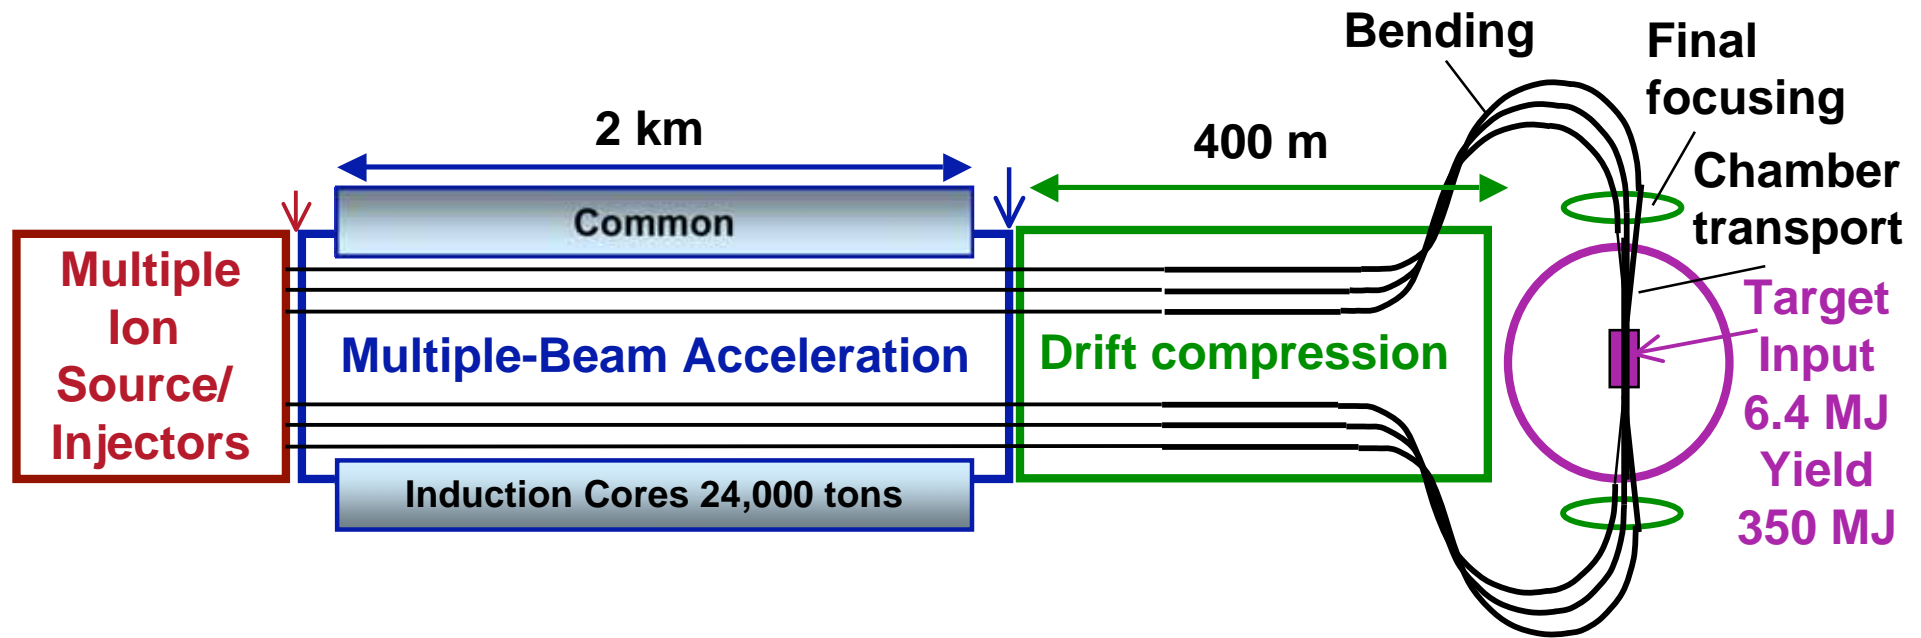 Multiple
Ion
Source/
Injectors
2 km
Common
Multiple-Beam Acceleration
Induction Cores 24,000 tons
400 m
Drift compression
Bending
Final
focusing
Chamber
transport
Target
Input
6.4 MJ
Yield
350 MJ